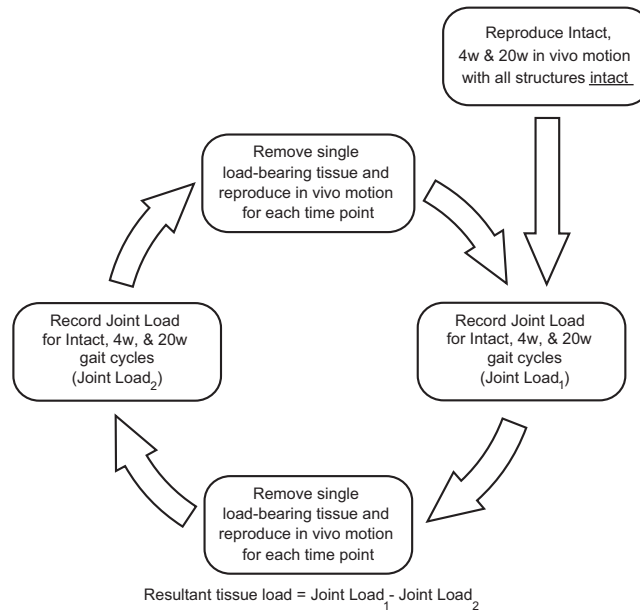 Reproduce Intact,
4w & 20w in vivo motion
with all structures intact
Remove single
load-bearing tissue and
reproduce in vivo motion
for each time point
Record Joint Load
for Intact, 4w, & 20w
gait cycles
(Joint Load₂)
Record Joint Load
for Intact, 4w, & 20w
gait cycles
(Joint Load₁)
Remove single
load-bearing tissue and
reproduce in vivo motion
for each time point
Resultant tissue load = Joint Load₁- Joint Load₂